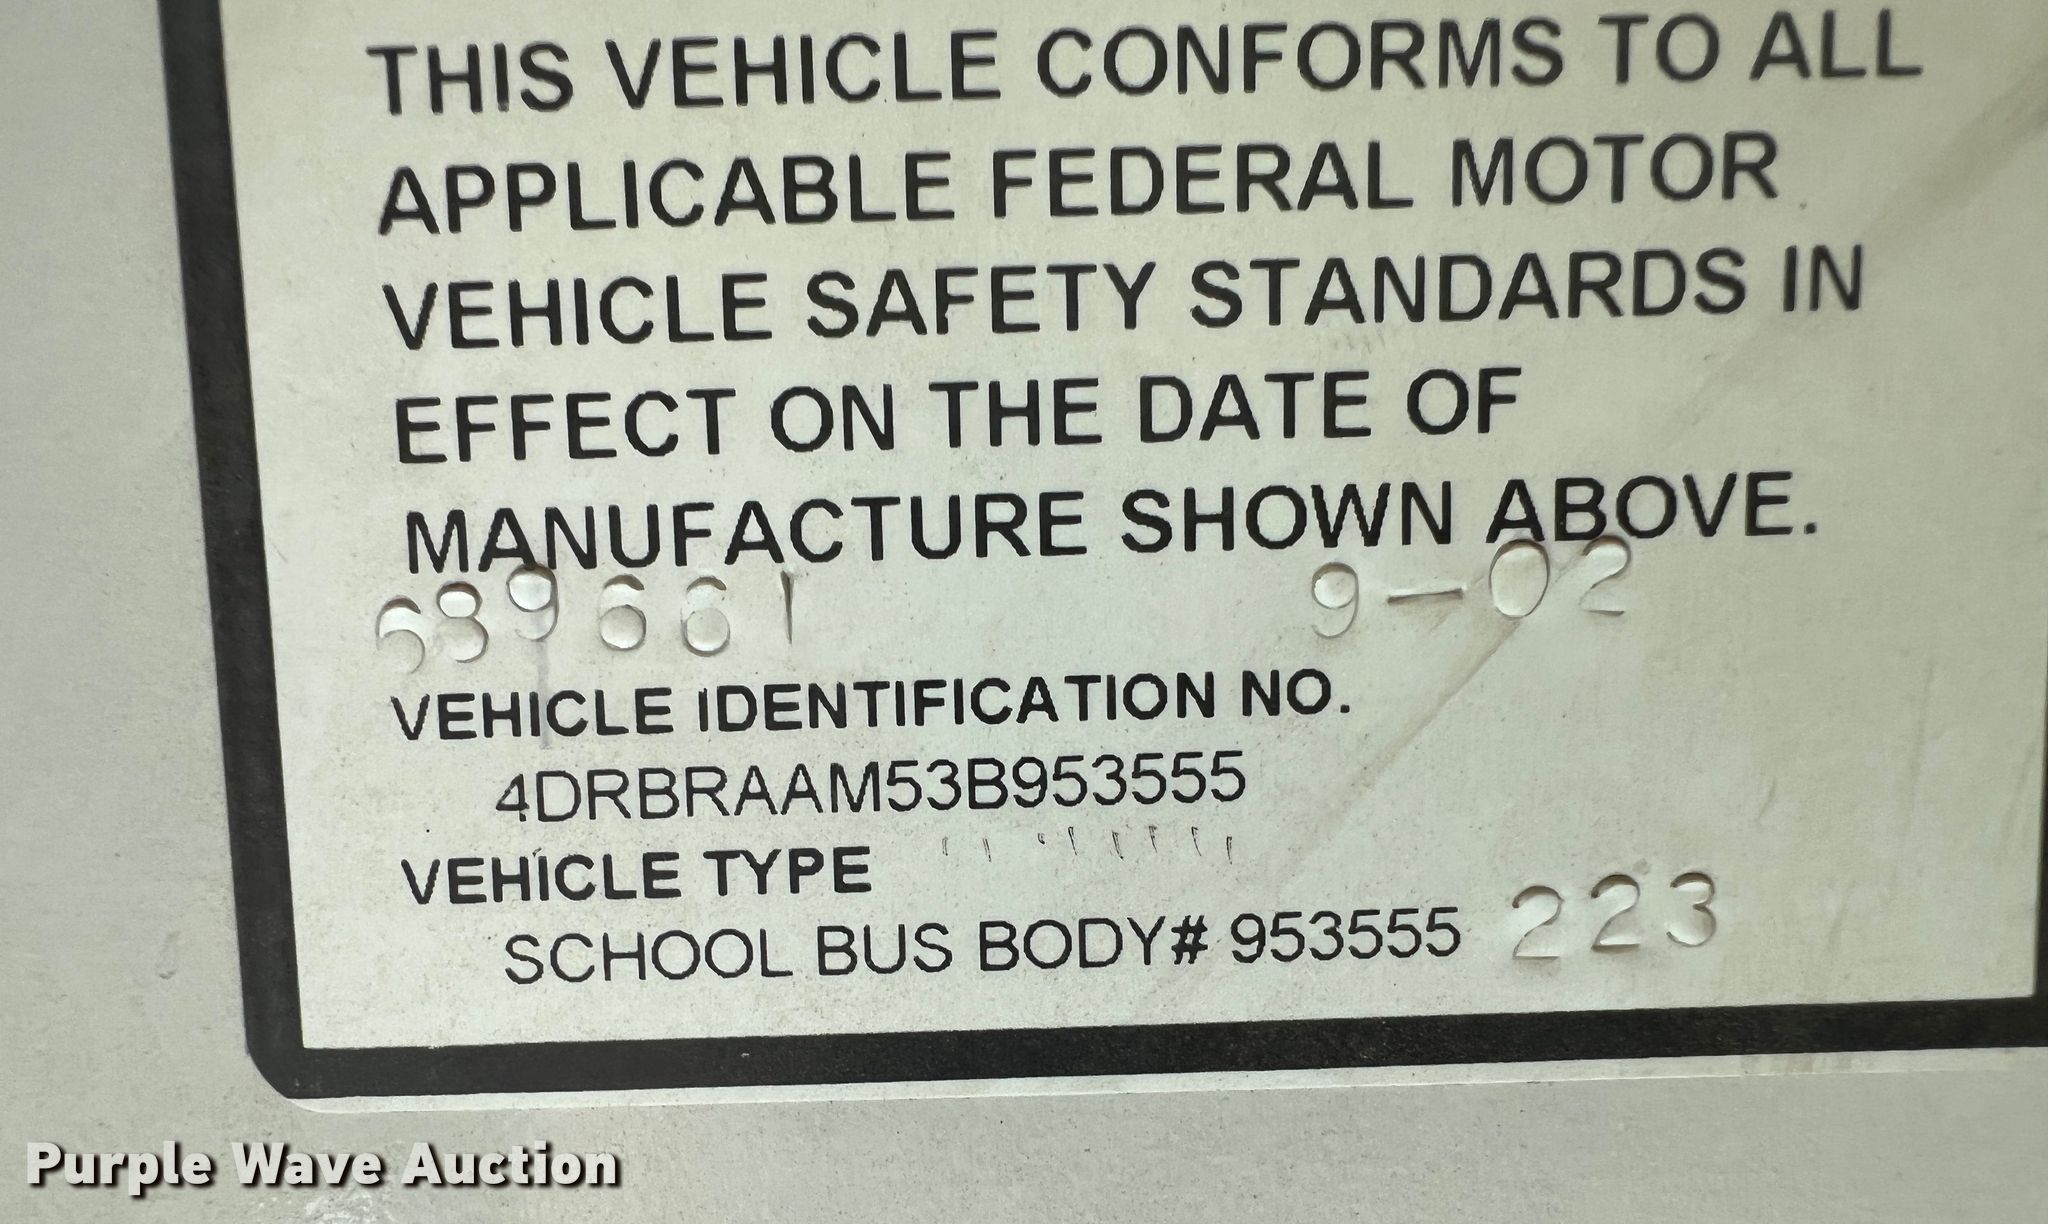 THIS VEHICLE CONFORMS TO ALL
APPLICABLE FEDERAL MOTOR
VEHICLE SAFETY STANDARDS IN
EFFECT ON THE DATE OF
MANUFACTURE SHOWN ABOVE.
689661 9-02
VEHICLE IDENTIFICATION NO.
4DRBRAAM53B953555
VEHICLE TYPE
SCHOOL BUS BODY# 953555 223
Purple Wave Auction